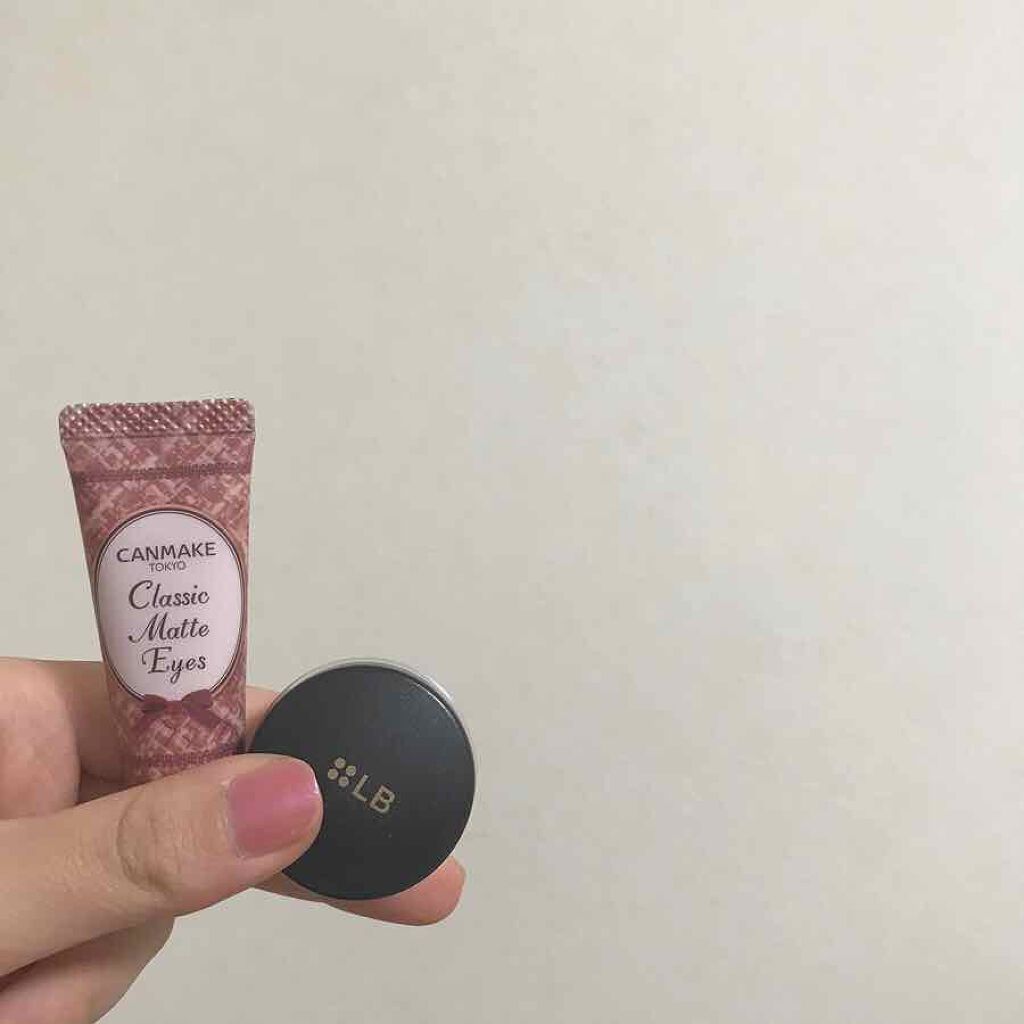 CANMAKE
TOKYO
Classic
Matte
Eyes
LB